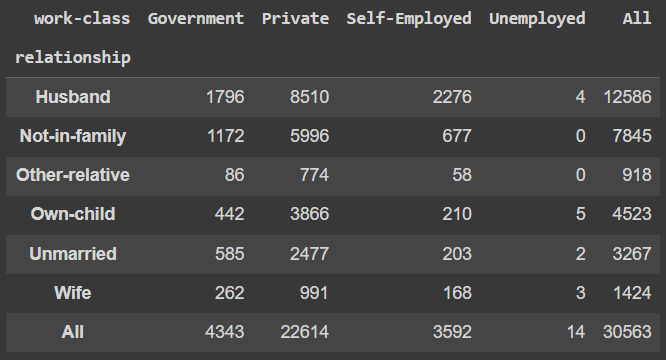 work-class Government Private Self-Employed Unemployed All
relationship
Husband 1796 8510 2276 4 12586
Not-in-family 1172 5996 677 0 7845
Other-relative 86 774 58 0 918
Own-child 442 3866 210 5 4523
Unmarried 585 2477 203 2 3267
Wife 262 991 168 3 1424
All 4343 22614 3592 14 30563